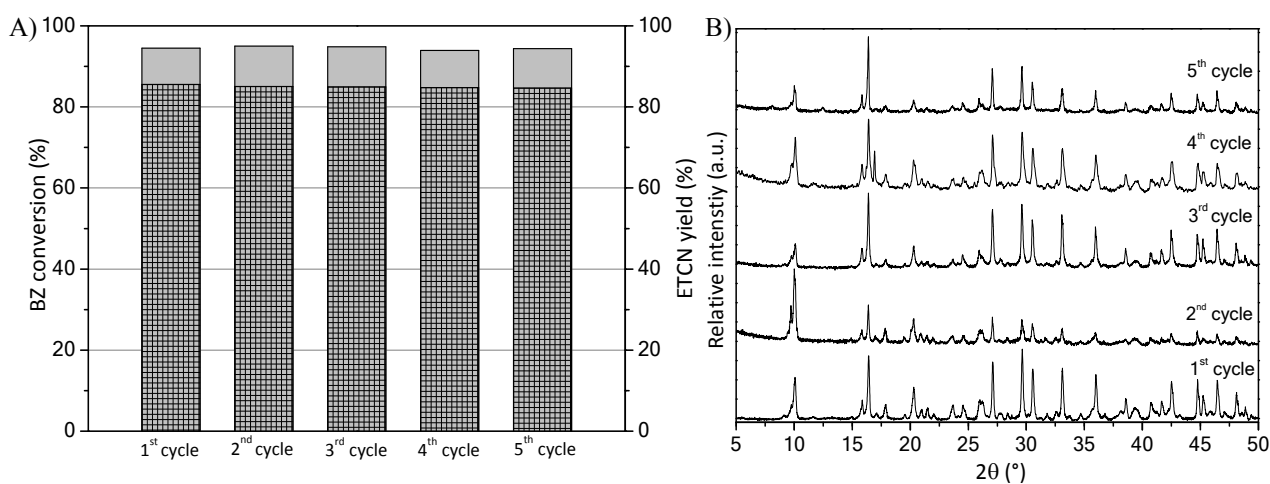 A)
BZ conversion (%)
100
80
60
40
20
0
1st cycle
2nd cycle
3rd cycle
4th cycle
5th cycle
100
80
60
40
20
0
ETCN yield (%)
B)
Relative intenstiy (a.u.)
5th cycle
4th cycle
3rd cycle
2nd cycle
1st cycle
5 10 15 20 25 30 35 40 45 50
2θ (°)